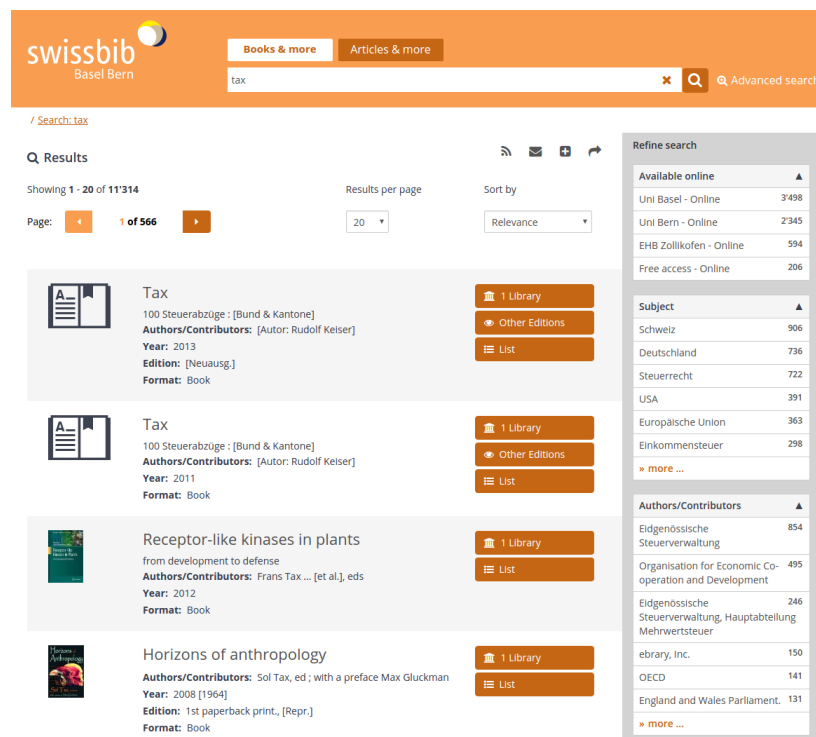 swissbib
Basel Bern
Books & more
Articles & more
tax
Advanced search
/ Search: tax
Results
Showing 1 - 20 of 11'314
Results per page
Sort by
Page:
1 of 566
20
Relevance
Tax
100 Steuerabzüge : [Bund & Kantone]
Authors/Contributors: [Autor: Rudolf Keiser]
Year: 2013
Edition: [Neuausg.]
Format: Book
1 Library
Other Editions
List
Tax
100 Steuerabzüge : [Bund & Kantone]
Authors/Contributors: [Autor: Rudolf Keiser]
Year: 2011
Format: Book
1 Library
Other Editions
List
Receptor-like kinases in plants
from development to defense
Authors/Contributors: Frans Tax ... [et al.], eds
Year: 2012
Format: Book
1 Library
List
Horizons of anthropology
Authors/Contributors: Sol Tax, ed ; with a preface Max Gluckman
Year: 2008 [1964]
Edition: 1st paperback print., [Repr.]
Format: Book
1 Library
List
Horizons of
Anthropology
Sol Tax
Refine search
Available online ▲
Uni Basel - Online 3'498
Uni Bern - Online 2'345
EHB Zollikofen - Online 594
Free access - Online 206
Subject ▲
Schweiz 906
Deutschland 736
Steuerrecht 722
USA 391
Europäische Union 363
Einkommensteuer 298
» more ...
Authors/Contributors ▲
Eidgenössische 854
Steuerverwaltung
Organisation for Economic Co- 495
operation and Development
Eidgenössische 246
Steuerverwaltung, Hauptabteilung
Mehrwertsteuer
ebrary, Inc. 150
OECD 141
England and Wales Parliament. 131
» more ...